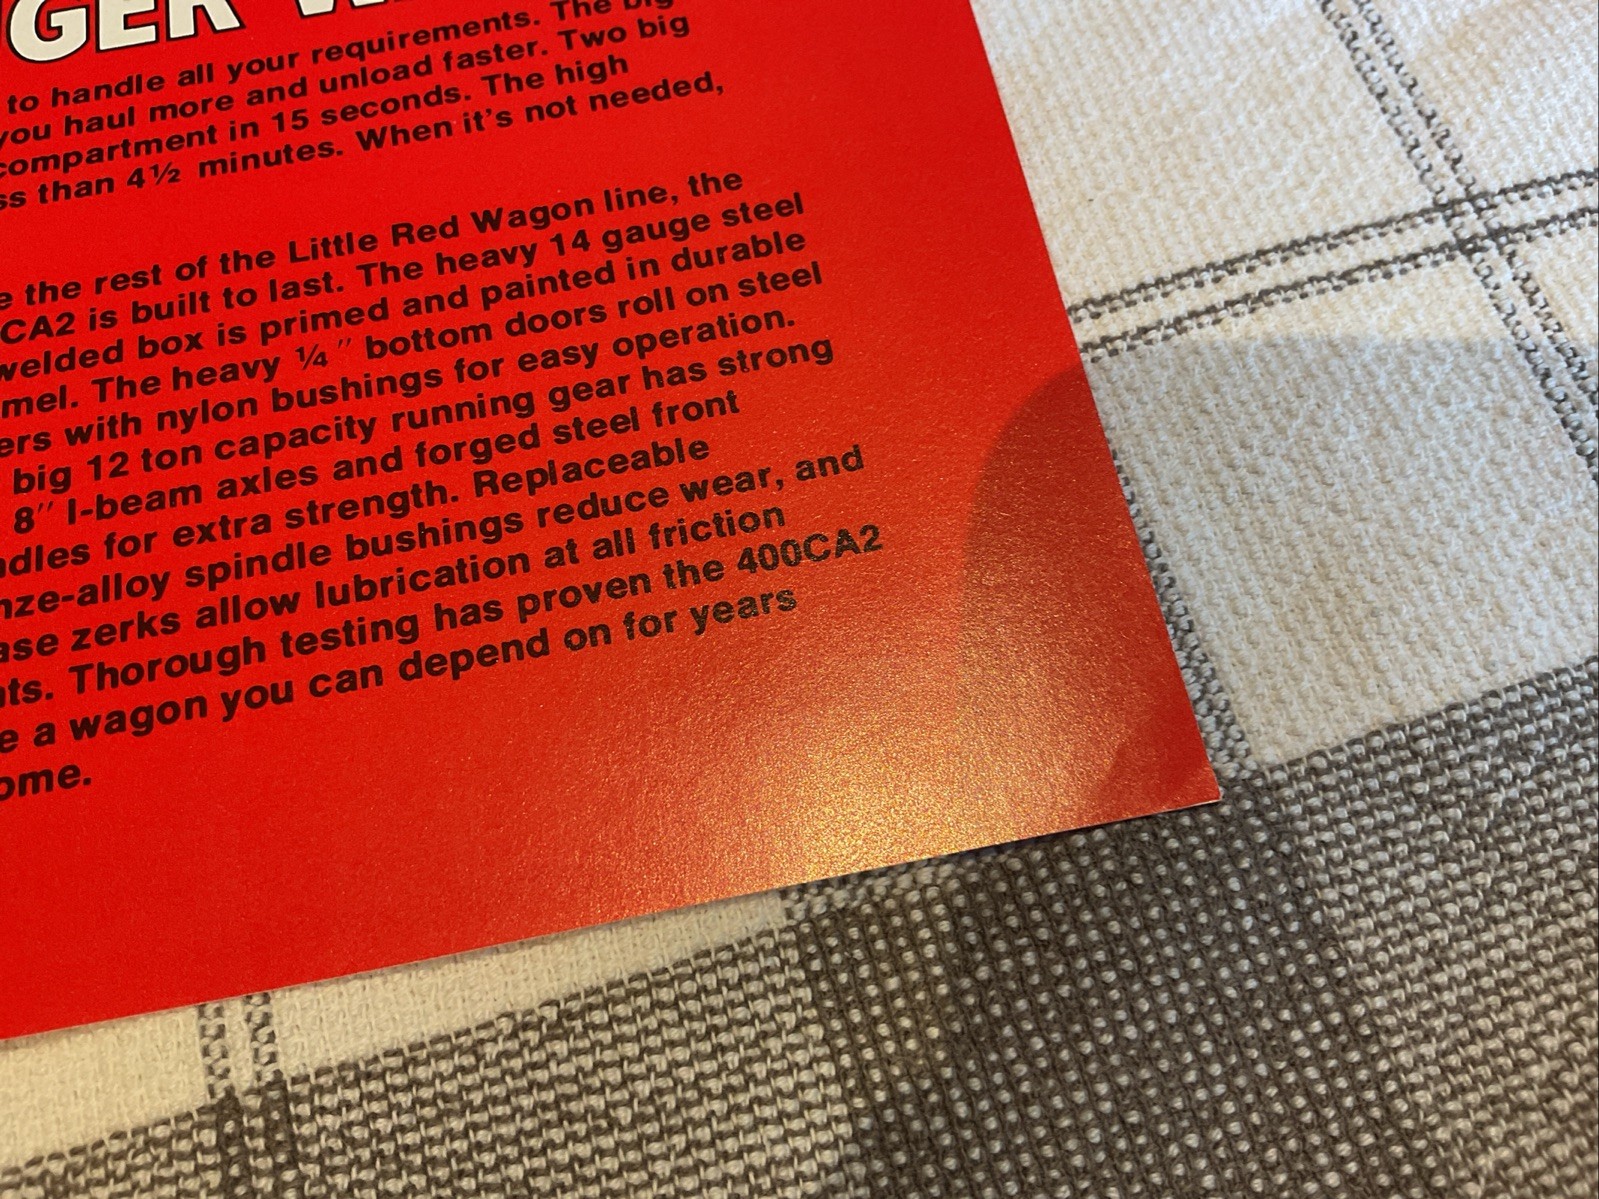 GER
to handle all your requirements. The big
you haul more and unload faster. Two big
compartment in 15 seconds. The high
ss than 4½ minutes. When it's not needed,
e the rest of the Little Red Wagon line, the
CA2 is built to last. The heavy 14 gauge steel
welded box is primed and painted in durable
mel. The heavy ¼″ bottom doors roll on steel
ers with nylon bushings for easy operation.
big 12 ton capacity running gear has strong
8″ I-beam axles and forged steel front
ndles for extra strength. Replaceable
nze-alloy spindle bushings reduce wear, and
ase zerks allow lubrication at all friction
nts. Thorough testing has proven the 400CA2
e a wagon you can depend on for years
ome.